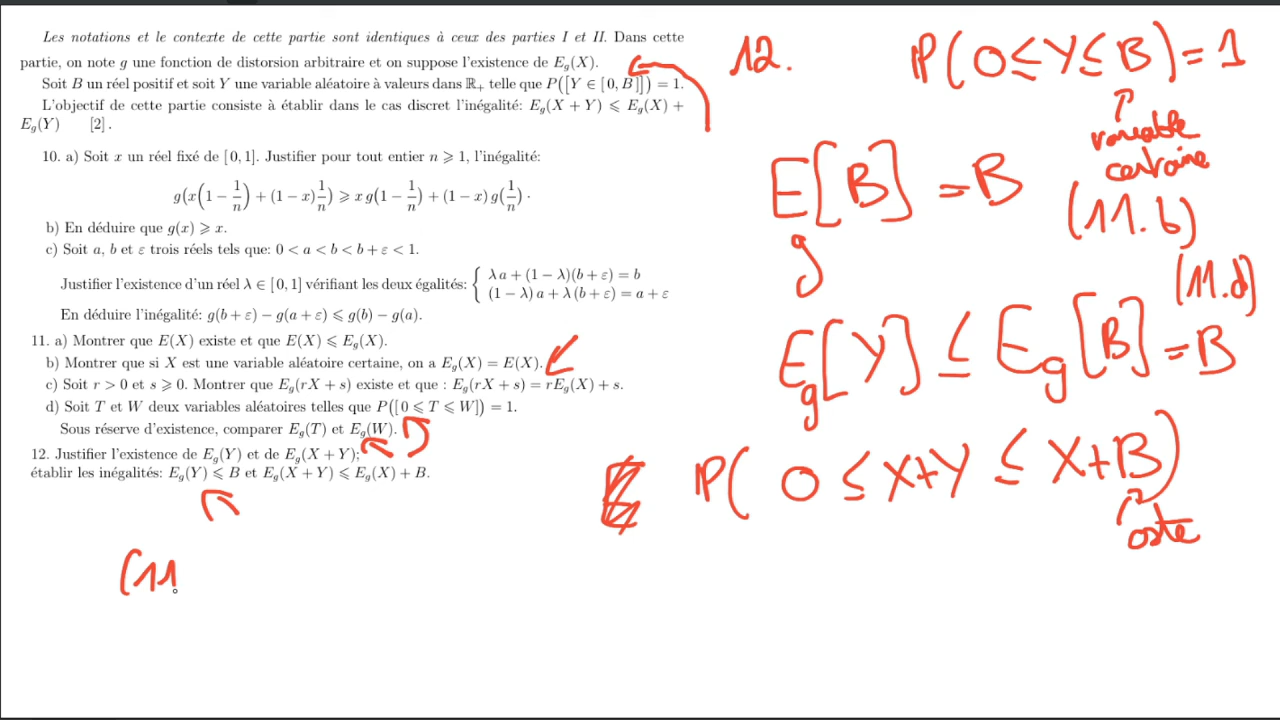 Les notations et le contexte de cette partie sont identiques à ceux des parties I et II. Dans cette
partie, on note g une fonction de distorsion arbitraire et on suppose l'existence de E_g(X).
Soit B un réel positif et soit Y une variable aléatoire à valeurs dans ℝ₊ telle que P([Y ∈ [0, B]]) = 1.
L'objectif de cette partie consiste à établir dans le cas discret l'inégalité: E_g(X + Y) ⩽ E_g(X) +
E_g(Y) [2].
10. a) Soit x un réel fixé de [0, 1]. Justifier pour tout entier n ⩾ 1, l'inégalité:
g(x(1 − 1/n) + (1 − x)1/n) ⩾ x g(1 − 1/n) + (1 − x) g(1/n).
b) En déduire que g(x) ⩾ x.
c) Soit a, b et ε trois réels tels que: 0 < a < b < b + ε < 1.
Justifier l'existence d'un réel λ ∈ [0, 1] vérifiant les deux égalités: { λ a + (1 − λ)(b + ε) = b
(1 − λ) a + λ (b + ε) = a + ε
En déduire l'inégalité: g(b + ε) − g(a + ε) ⩽ g(b) − g(a).
11. a) Montrer que E(X) existe et que E(X) ⩽ E_g(X).
b) Montrer que si X est une variable aléatoire certaine, on a E_g(X) = E(X).
c) Soit r > 0 et s ⩾ 0. Montrer que E_g(rX + s) existe et que : E_g(rX + s) = rE_g(X) + s.
d) Soit T et W deux variables aléatoires telles que P([0 ⩽ T ⩽ W]) = 1.
Sous réserve d'existence, comparer E_g(T) et E_g(W).
12. Justifier l'existence de E_g(Y) et de E_g(X + Y);
établir les inégalités: E_g(Y) ⩽ B et E_g(X + Y) ⩽ E_g(X) + B.
(11
12.
P(0 ≤ Y ≤ B) = 1
variable
certaine
E_g[B] = B
(11.b)
(11.d)
E_g[Y] ≤ E_g[B] = B
P( 0 ≤ X+Y ≤ X+B)
cste